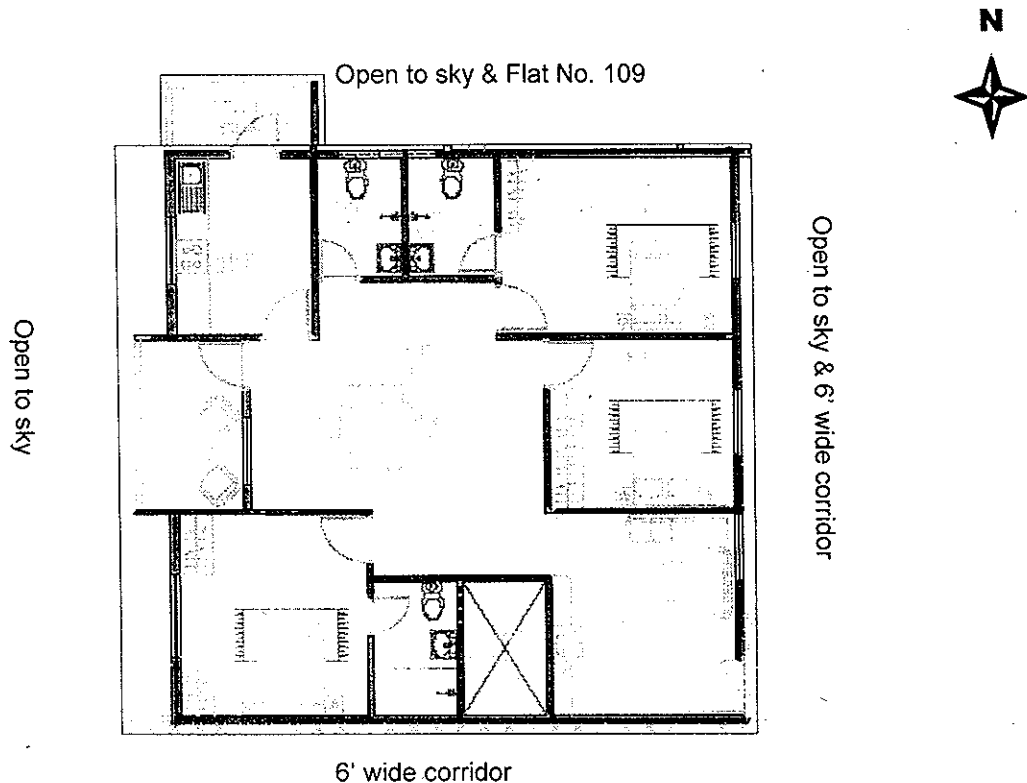 N
Open to sky & Flat No. 109
Open to sky
Open to sky & 6' wide corridor
6' wide corridor